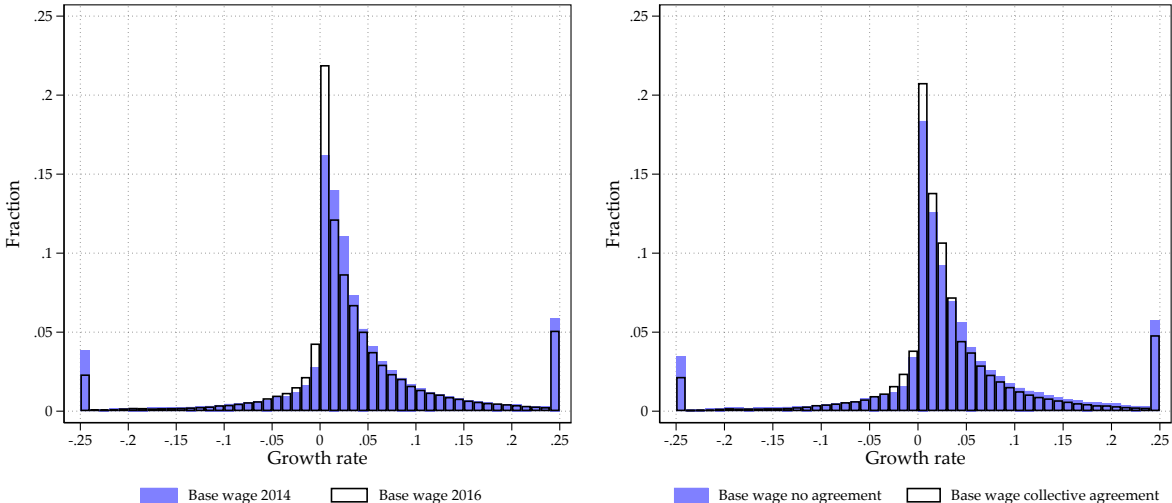 .25
.2
.15
.1
.05
0
Fraction
-.25 -.2 -.15 -.1 -.05 0 .05 .1 .15 .2 .25
Growth rate
Base wage 2014 Base wage 2016
.25
.2
.15
.1
.05
0
Fraction
-.25 -.2 -.15 -.1 -.05 0 .05 .1 .15 .2 .25
Growth rate
Base wage no agreement Base wage collective agreement